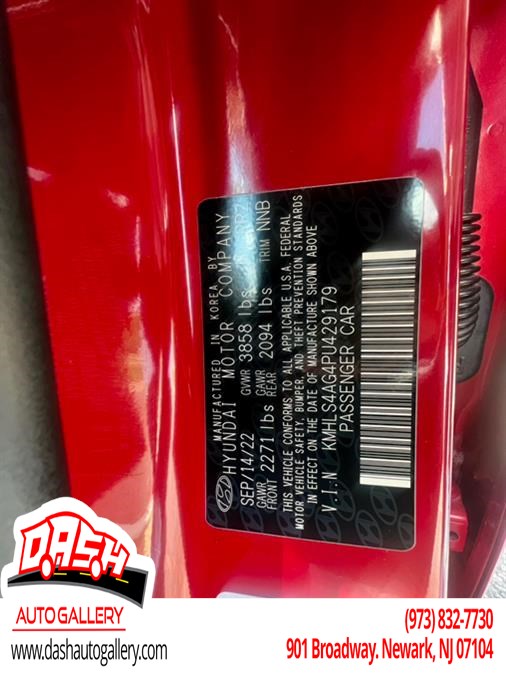 MANUFACTURED IN KOREA BY
HYUNDAI MOTOR COMPANY
SEP/14/22 GVWR 3858 lbs
GAWR FRONT 2271 lbs GAWR REAR 2094 lbs TRIM NNB
THIS VEHICLE CONFORMS TO ALL APPLICABLE U.S.A. FEDERAL
MOTOR VEHICLE SAFETY, BUMPER, AND THEFT PREVENTION STANDARDS
IN EFFECT ON THE DATE OF MANUFACTURE SHOWN ABOVE
V.I.N KMHLS4AG4PU429179
PASSENGER CAR
DASH
AUTO GALLERY
www.dashautogallery.com
(973) 832-7730
901 Broadway. Newark, NJ 07104